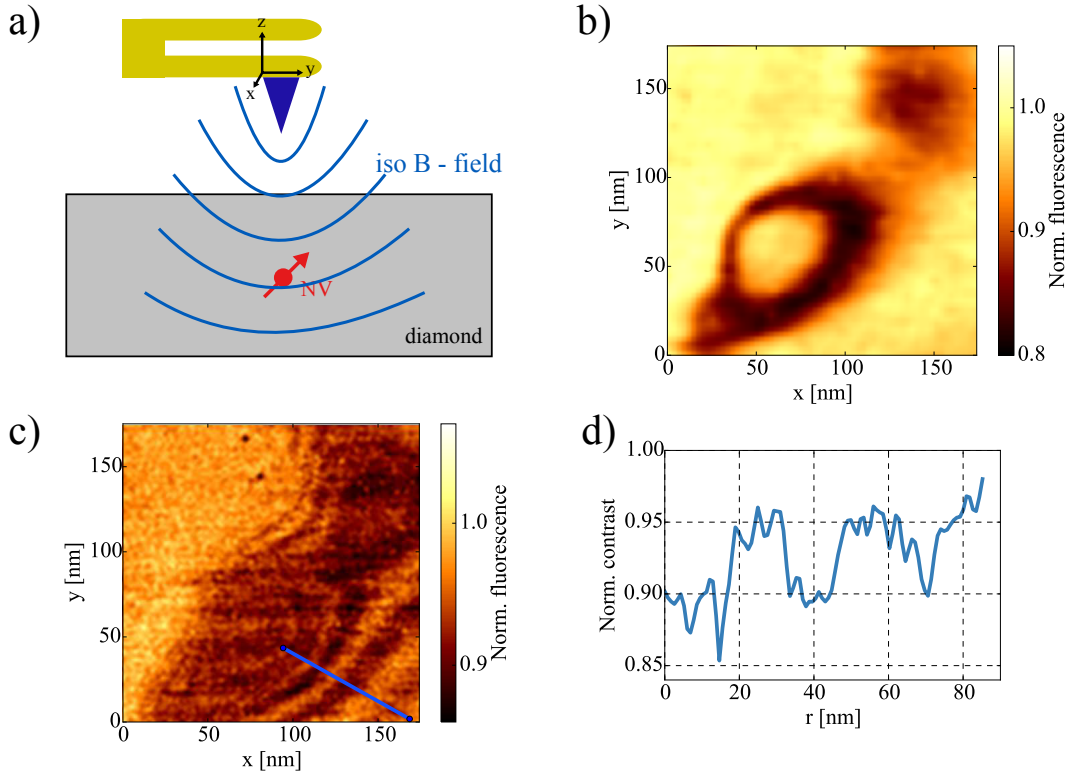 a)
z
y
x
iso B - field
NV
diamond
b)
150
100
50
0
0
50
100
150
x [nm]
y [nm]
1.0
0.9
0.8
Norm. fluorescence
c)
150
100
50
0
0
50
100
150
x [nm]
y [nm]
1.0
0.9
Norm. fluorescence
d)
1.00
0.95
0.90
0.85
0
20
40
60
80
r [nm]
Norm. contrast